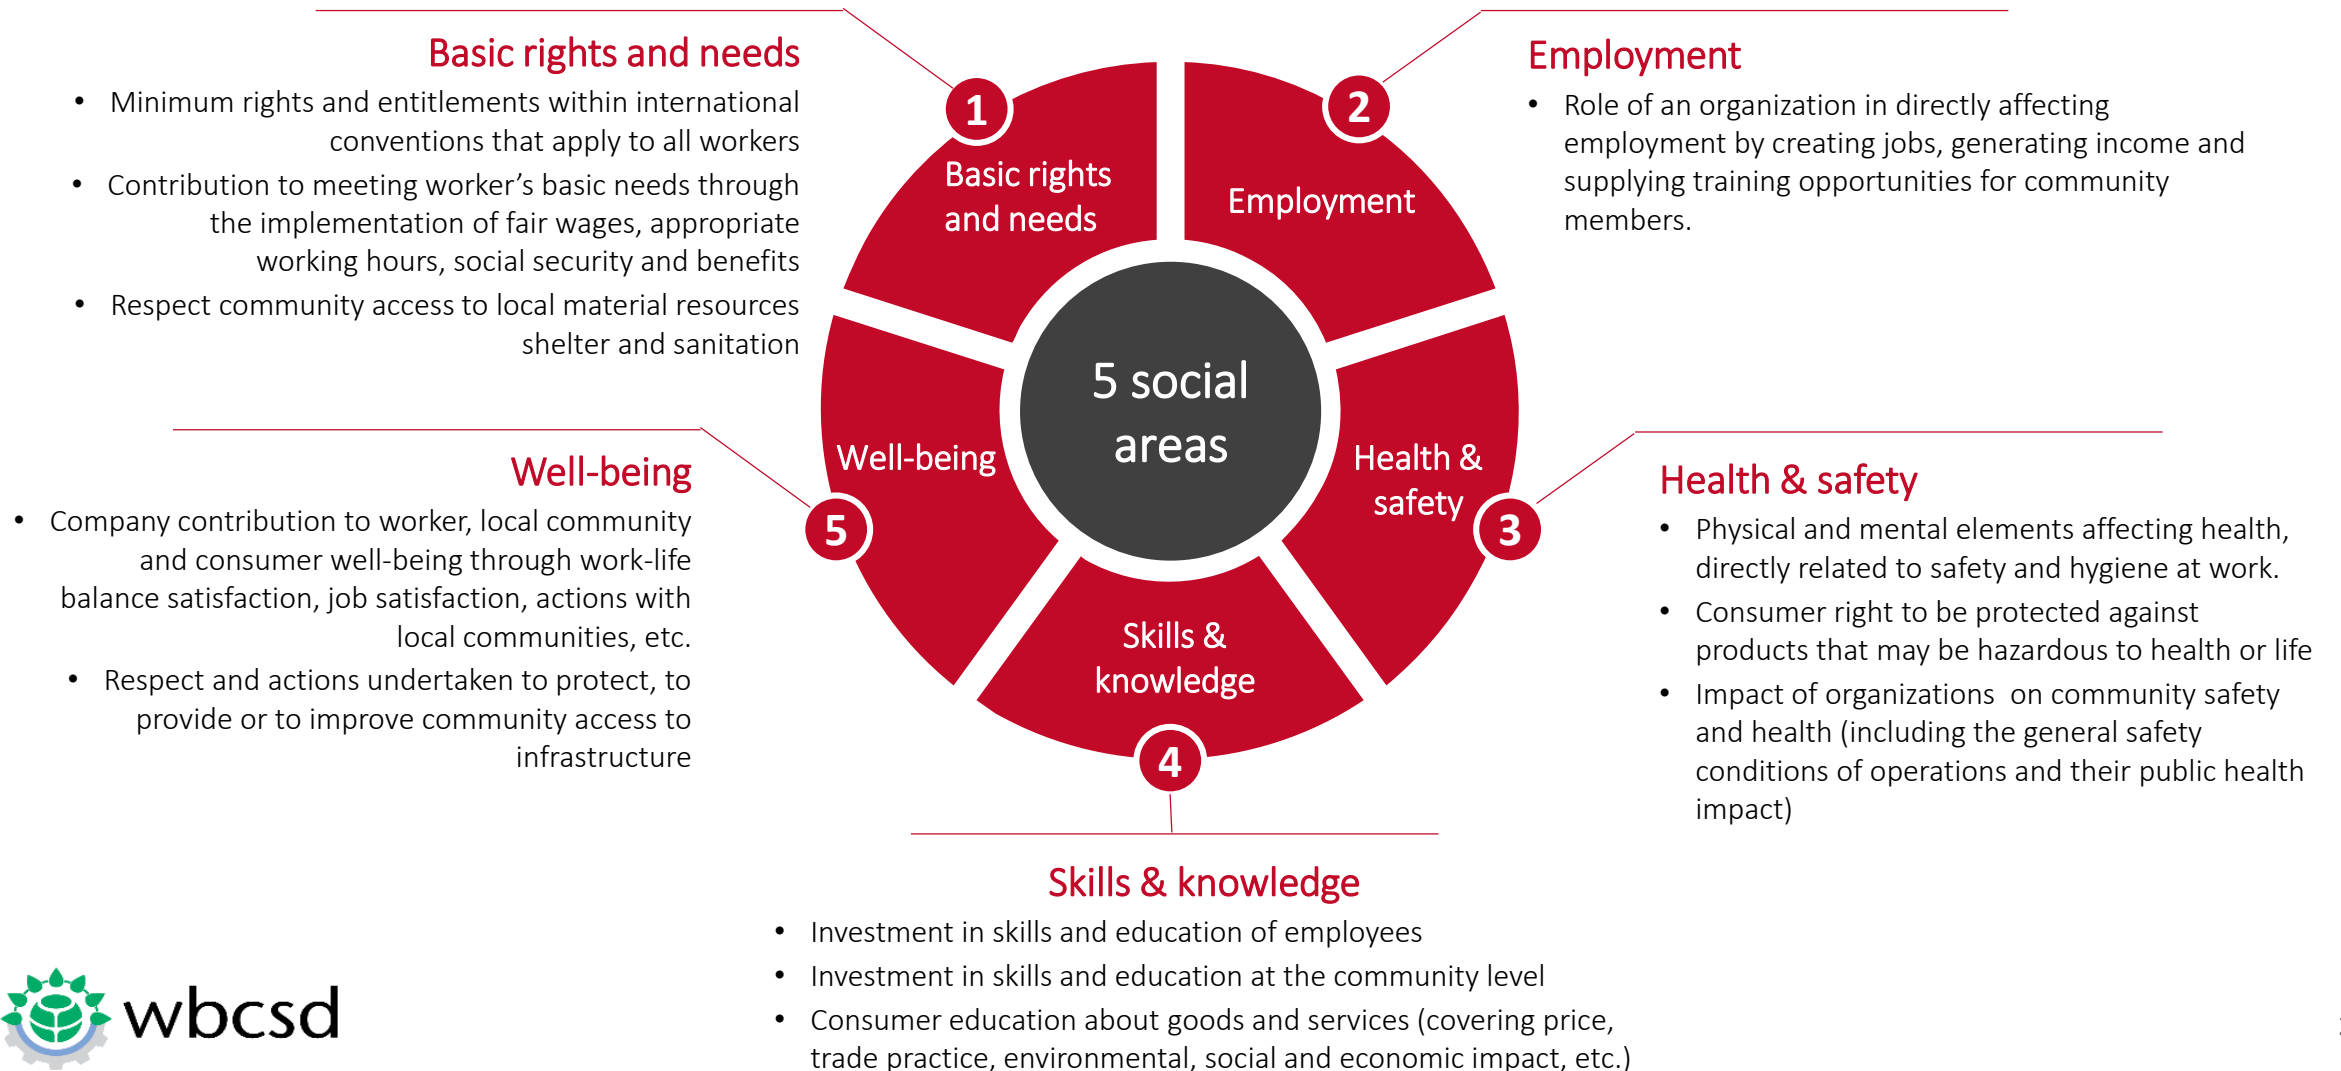 Basic rights and needs
• Minimum rights and entitlements within international
conventions that apply to all workers
• Contribution to meeting worker’s basic needs through
the implementation of fair wages, appropriate
working hours, social security and benefits
• Respect community access to local material resources
shelter and sanitation
Employment
• Role of an organization in directly affecting
employment by creating jobs, generating income and
supplying training opportunities for community
members.
1
Basic rights
and needs
2
Employment
5 social
areas
Well-being
5
Health &
safety
3
Skills &
knowledge
4
Well-being
• Company contribution to worker, local community
and consumer well-being through work-life
balance satisfaction, job satisfaction, actions with
local communities, etc.
• Respect and actions undertaken to protect, to
provide or to improve community access to
infrastructure
Health & safety
• Physical and mental elements affecting health,
directly related to safety and hygiene at work.
• Consumer right to be protected against
products that may be hazardous to health or life
• Impact of organizations  on community safety
and health (including the general safety
conditions of operations and their public health
impact)
Skills & knowledge
• Investment in skills and education of employees
• Investment in skills and education at the community level
• Consumer education about goods and services (covering price,
trade practice, environmental, social and economic impact, etc.)
wbcsd